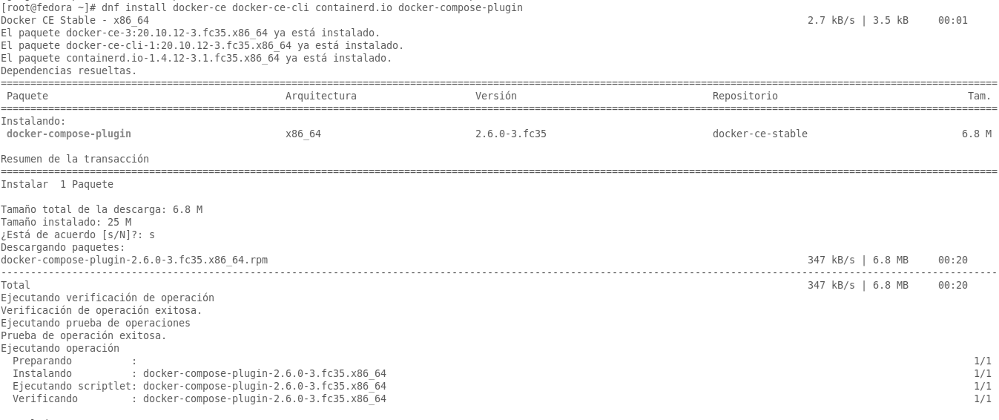 [root@fedora ~]# dnf install docker-ce docker-ce-cli containerd.io docker-compose-plugin
Docker CE Stable - x86_64 2.7 kB/s | 3.5 kB 00:01
El paquete docker-ce-3:20.10.12-3.fc35.x86_64 ya está instalado.
El paquete docker-ce-cli-1:20.10.12-3.fc35.x86_64 ya está instalado.
El paquete containerd.io-1.4.12-3.1.fc35.x86_64 ya está instalado.
Dependencias resueltas.
Paquete Arquitectura Versión Repositorio Tam.
Instalando:
docker-compose-plugin x86_64 2.6.0-3.fc35 docker-ce-stable 6.8 M
Resumen de la transacción
Instalar 1 Paquete
Tamaño total de la descarga: 6.8 M
Tamaño instalado: 25 M
¿Está de acuerdo [s/N]?: s
Descargando paquetes:
docker-compose-plugin-2.6.0-3.fc35.x86_64.rpm 347 kB/s | 6.8 MB 00:20
Total 347 kB/s | 6.8 MB 00:20
Ejecutando verificación de operación
Verificación de operación exitosa.
Ejecutando prueba de operaciones
Prueba de operación exitosa.
Ejecutando operación
Preparando : 1/1
Instalando : docker-compose-plugin-2.6.0-3.fc35.x86_64 1/1
Ejecutando scriptlet: docker-compose-plugin-2.6.0-3.fc35.x86_64 1/1
Verificando : docker-compose-plugin-2.6.0-3.fc35.x86_64 1/1